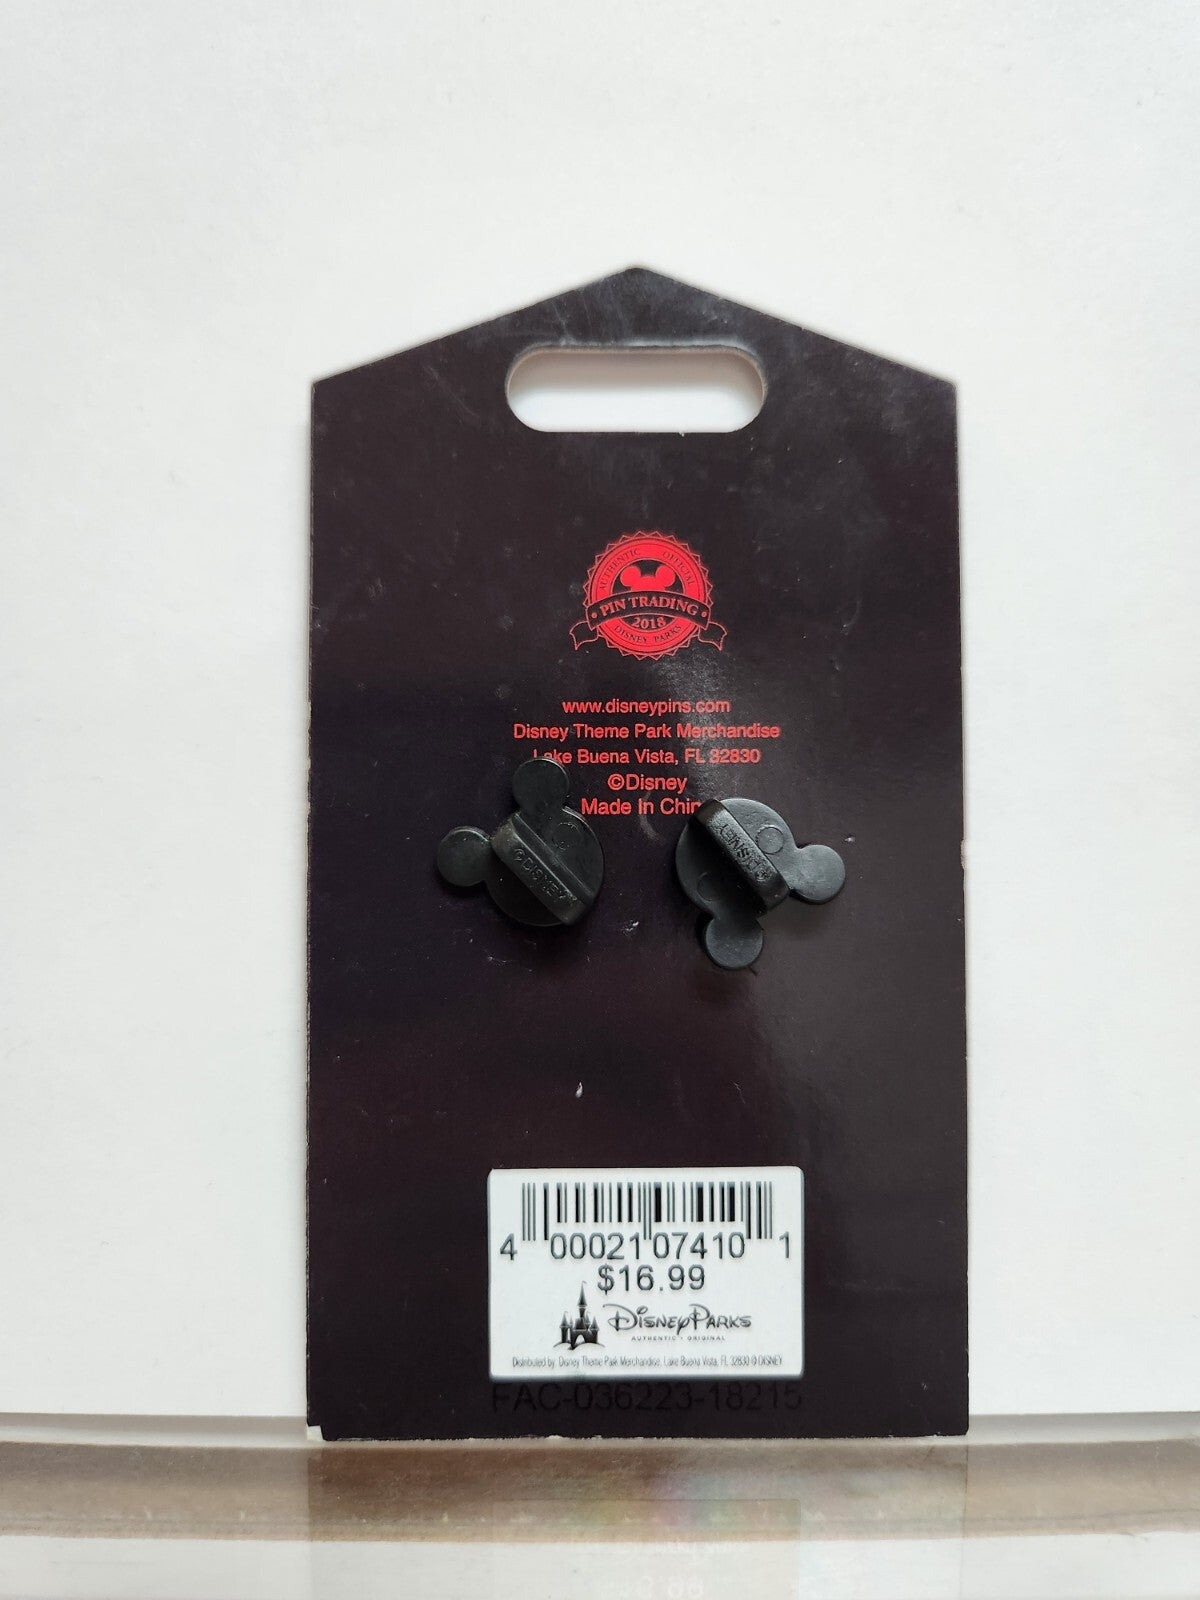 AUTHENTIC OFFICIAL
PIN TRADING
2018
DISNEY PARKS
www.disneypins.com
Disney Theme Park Merchandise
Lake Buena Vista, FL 32830
©Disney
Made In Chin
©DISNEY
©DISNEY
4 00021 07410 1
$16.99
Disney Parks
AUTHENTIC • ORIGINAL
Distributed by: Disney Theme Park Merchandise, Lake Buena Vista, FL 32830 © DISNEY
FAC-036223-18215